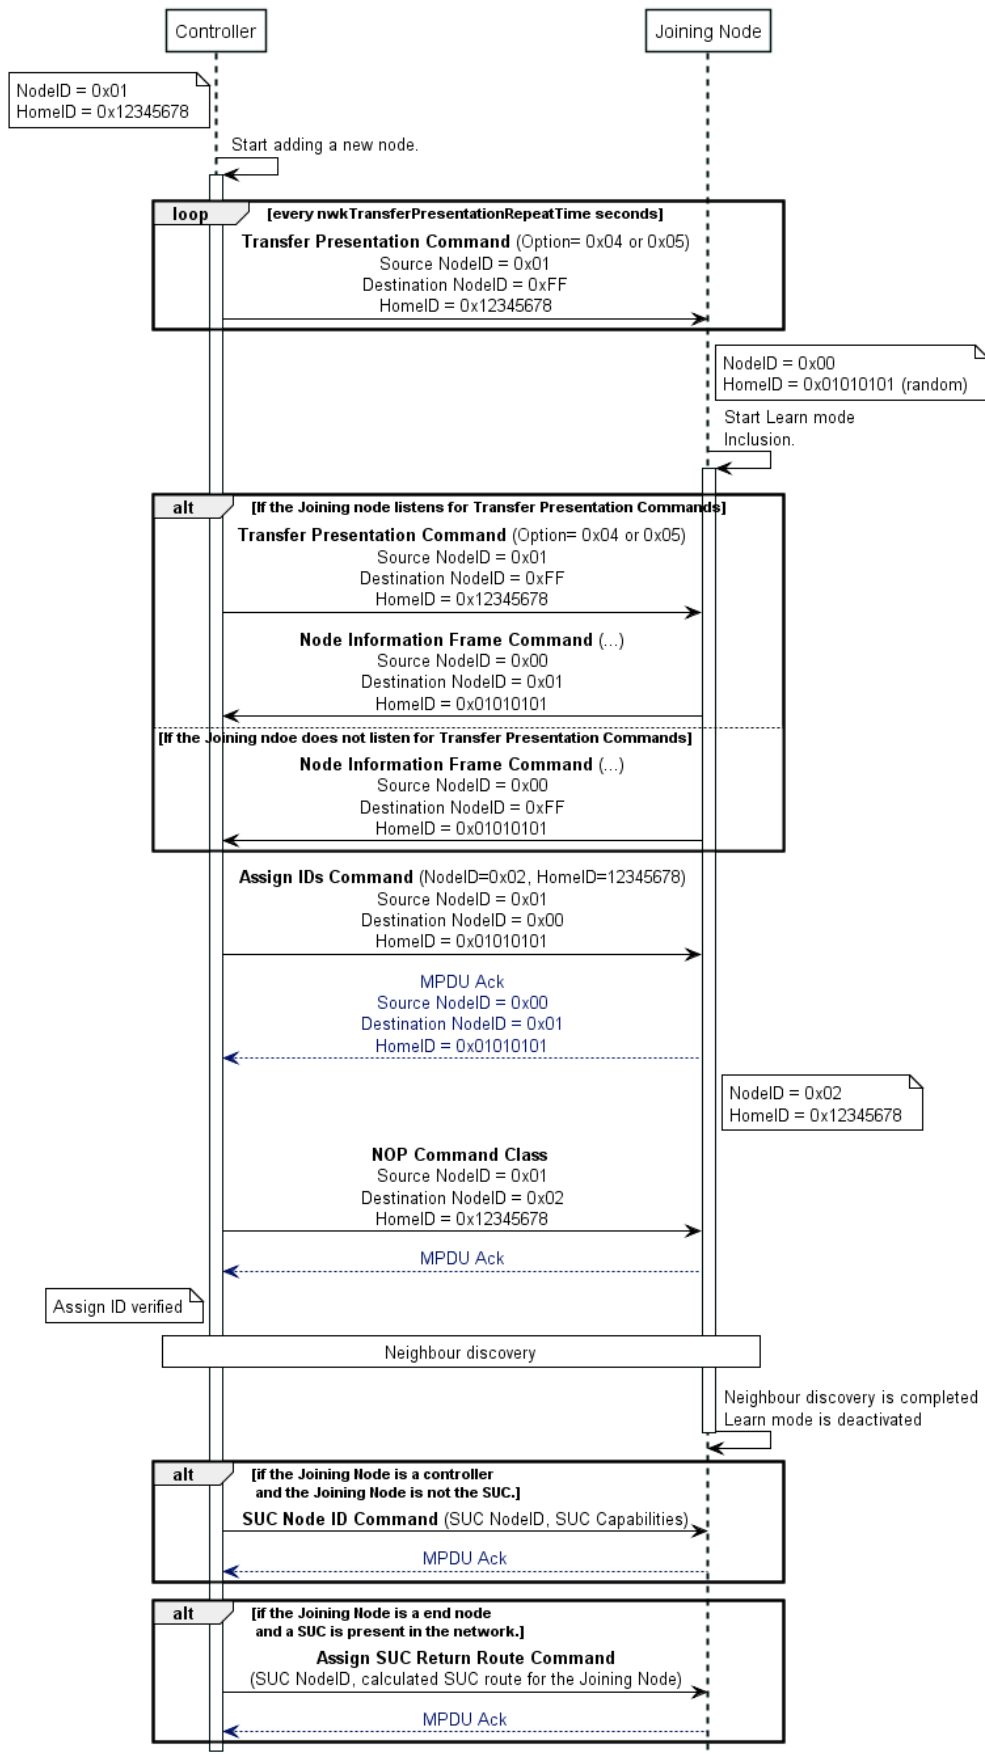 Controller
Joining Node
NodeID = 0x01
HomeID = 0x12345678
Start adding a new node.
loop
[every nwkTransferPresentationRepeatTime seconds]
Transfer Presentation Command (Option= 0x04 or 0x05)
Source NodeID = 0x01
Destination NodeID = 0xFF
HomeID = 0x12345678
NodeID = 0x00
HomeID = 0x01010101 (random)
Start Learn mode
Inclusion.
alt
[If the Joining node listens for Transfer Presentation Commands]
Transfer Presentation Command (Option= 0x04 or 0x05)
Source NodeID = 0x01
Destination NodeID = 0xFF
HomeID = 0x12345678
Node Information Frame Command (...)
Source NodeID = 0x00
Destination NodeID = 0x01
HomeID = 0x01010101
[If the Joining ndoe does not listen for Transfer Presentation Commands]
Node Information Frame Command (...)
Source NodeID = 0x00
Destination NodeID = 0xFF
HomeID = 0x01010101
Assign IDs Command (NodeID=0x02, HomeID=12345678)
Source NodeID = 0x01
Destination NodeID = 0x00
HomeID = 0x01010101
MPDU Ack
Source NodeID = 0x00
Destination NodeID = 0x01
HomeID = 0x01010101
NodeID = 0x02
HomeID = 0x12345678
NOP Command Class
Source NodeID = 0x01
Destination NodeID = 0x02
HomeID = 0x12345678
MPDU Ack
Assign ID verified
Neighbour discovery
Neighbour discovery is completed
Learn mode is deactivated
alt
[if the Joining Node is a controller
and the Joining Node is not the SUC.]
SUC Node ID Command (SUC NodeID, SUC Capabilities)
MPDU Ack
alt
[if the Joining Node is a end node
and a SUC is present in the network.]
Assign SUC Return Route Command
(SUC NodeID, calculated SUC route for the Joining Node)
MPDU Ack